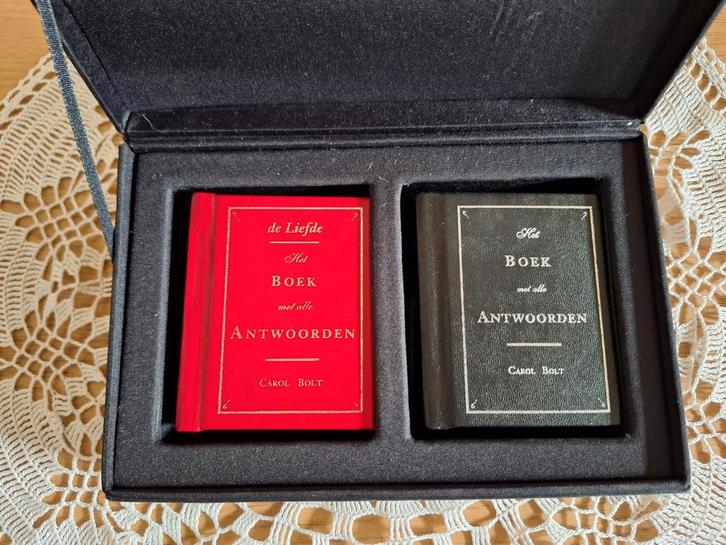 de Liefde
Het
BOEK
met alle
ANTWOORDEN
CAROL BOLT
Het
BOEK
met alle
ANTWOORDEN
CAROL BOLT